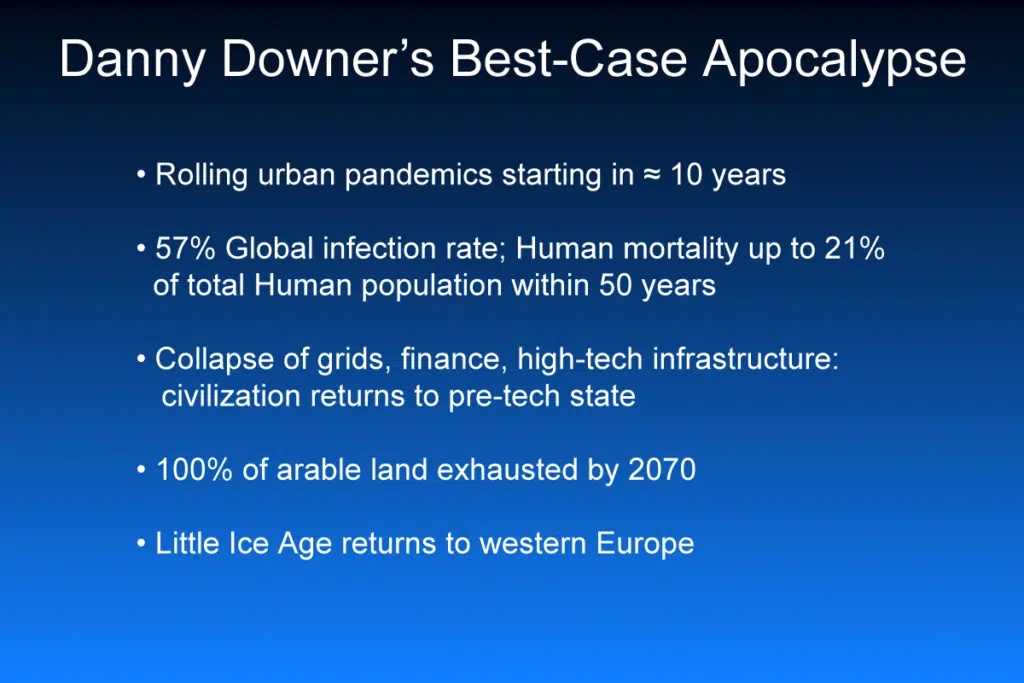 Danny Downer’s Best-Case Apocalypse
• Rolling urban pandemics starting in ≈ 10 years
• 57% Global infection rate; Human mortality up to 21%
of total Human population within 50 years
• Collapse of grids, finance, high-tech infrastructure:
civilization returns to pre-tech state
• 100% of arable land exhausted by 2070
• Little Ice Age returns to western Europe